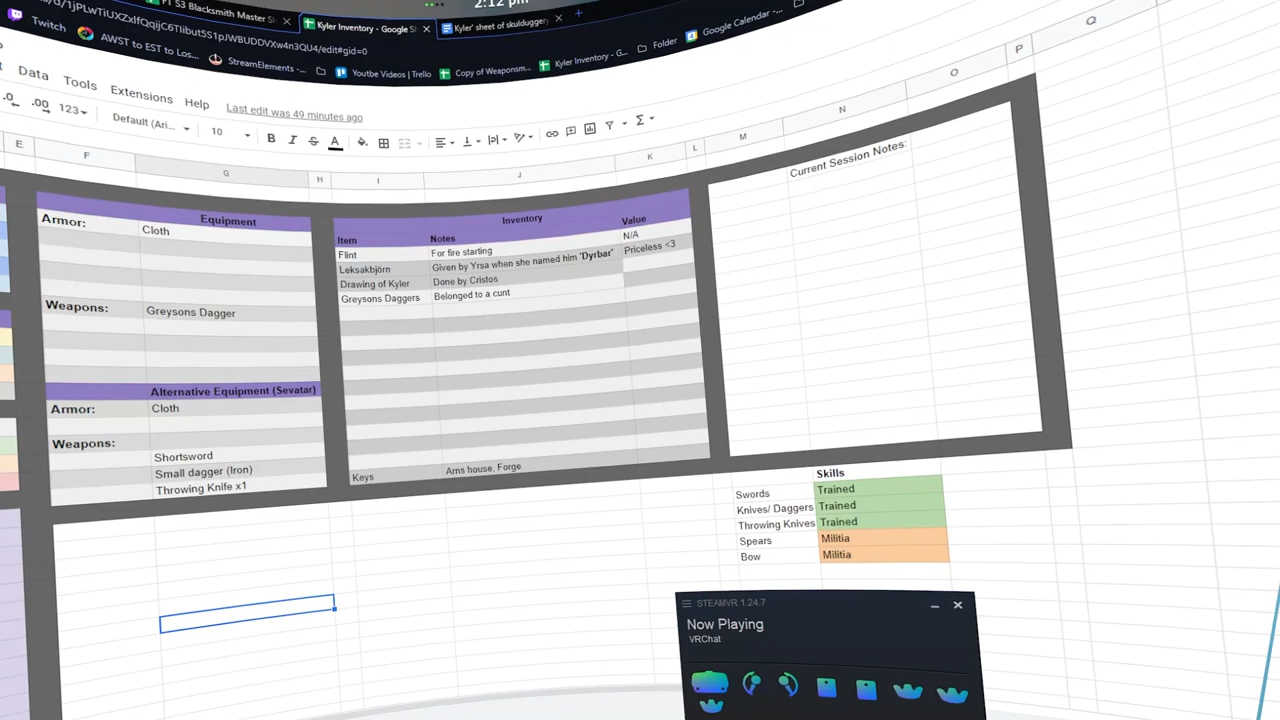 2:12 pm
S3 Blacksmith Master S
Kyler Inventory - Google S
Kyler' sheet of skulduggery
Twitch
AWST to EST to Los...
StreamElements -...
Youtbe Videos | Trello
Copy of Weaponsm...
Kyler Inventory - G...
Folder
Google Calendar -...
Data
Tools
Extensions
Help
Last edit was 49 minutes ago
.0
.00
123
Default (Ari...
10
B
I
S
A
E
F
G
H
I
J
K
L
M
N
O
P
Q
Equipment
Armor:
Cloth
Weapons:
Greysons Dagger
Alternative Equipment (Sevatar)
Armor:
Cloth
Weapons:
Shortsword
Small dagger (Iron)
Throwing Knife x1
Inventory
Item Notes Value
Flint For fire starting N/A
Leksakbjörn Given by Yrsa when she named him 'Dyrbar' Priceless <3
Drawing of Kyler Done by Cristos
Greysons Daggers Belonged to a cunt
Keys Arns house. Forge
Current Session Notes:
Skills
Swords Trained
Knives/ Daggers Trained
Throwing Knives Trained
Spears Militia
Bow Militia
STEAMVR 1.24.7
Now Playing
VRChat